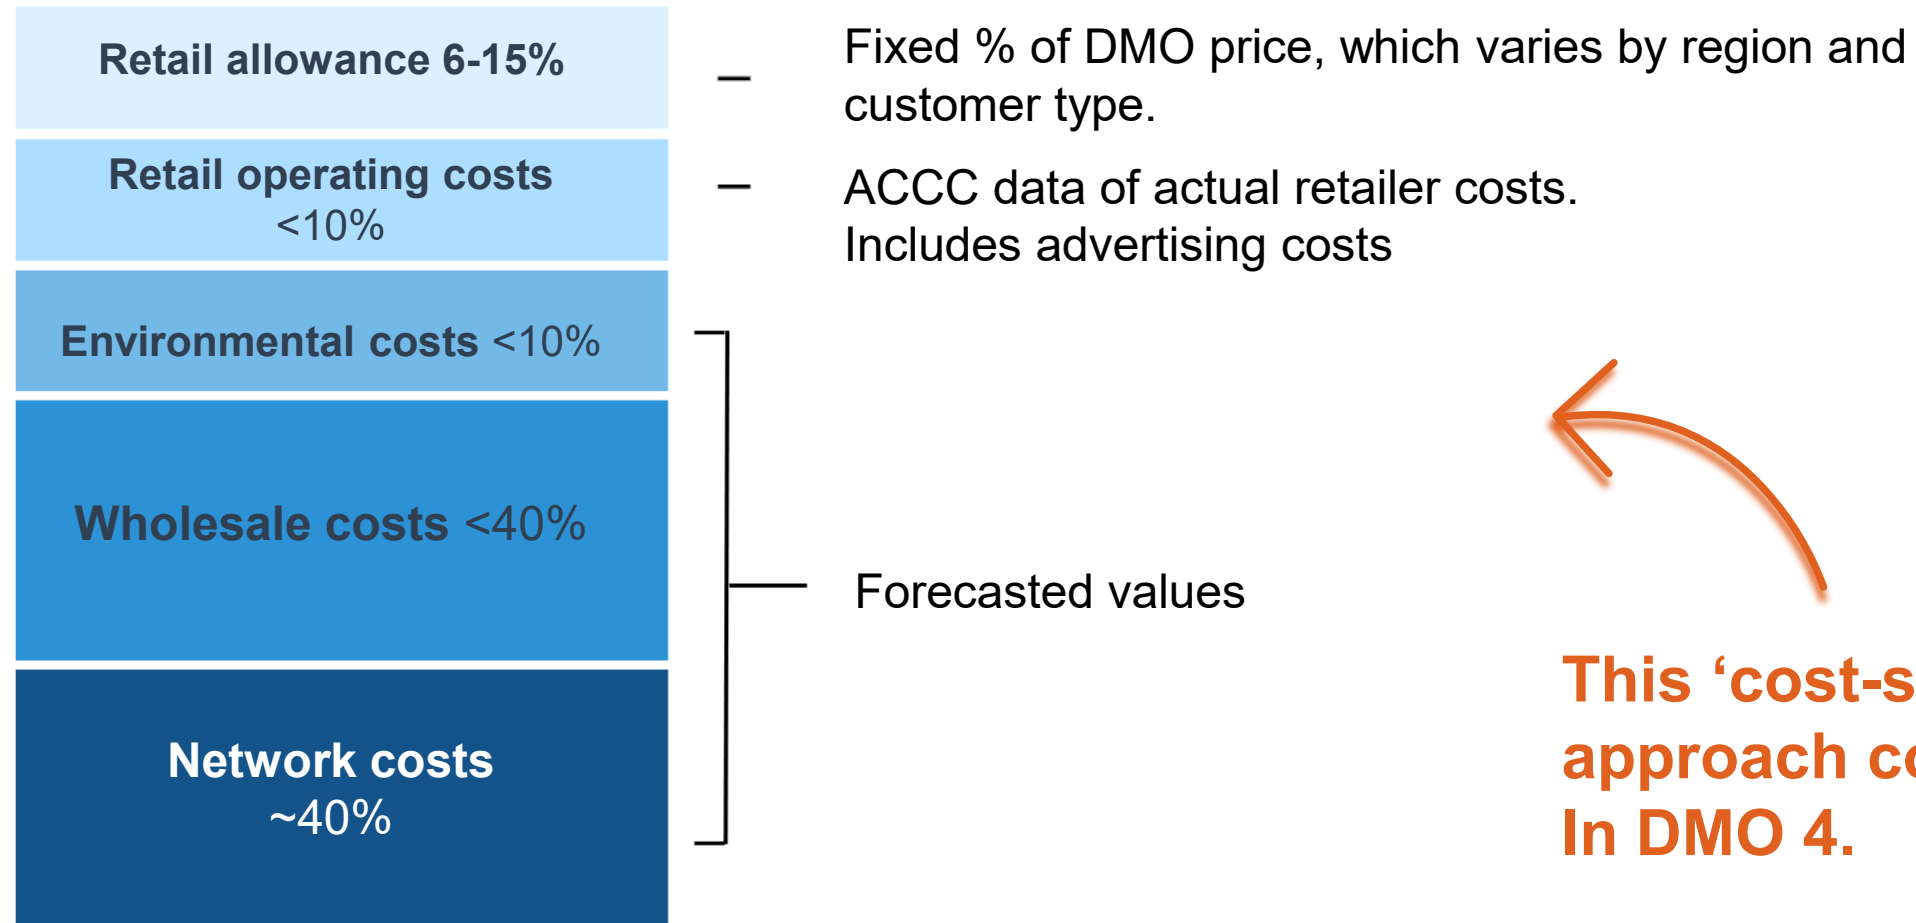 Retail allowance 6-15%
Fixed % of DMO price, which varies by region and
customer type.
Retail operating costs
<10%
ACCC data of actual retailer costs.
Includes advertising costs
Environmental costs <10%
Wholesale costs <40%
Forecasted values
Network costs
~40%
This ‘cost-s
approach co
In DMO 4.